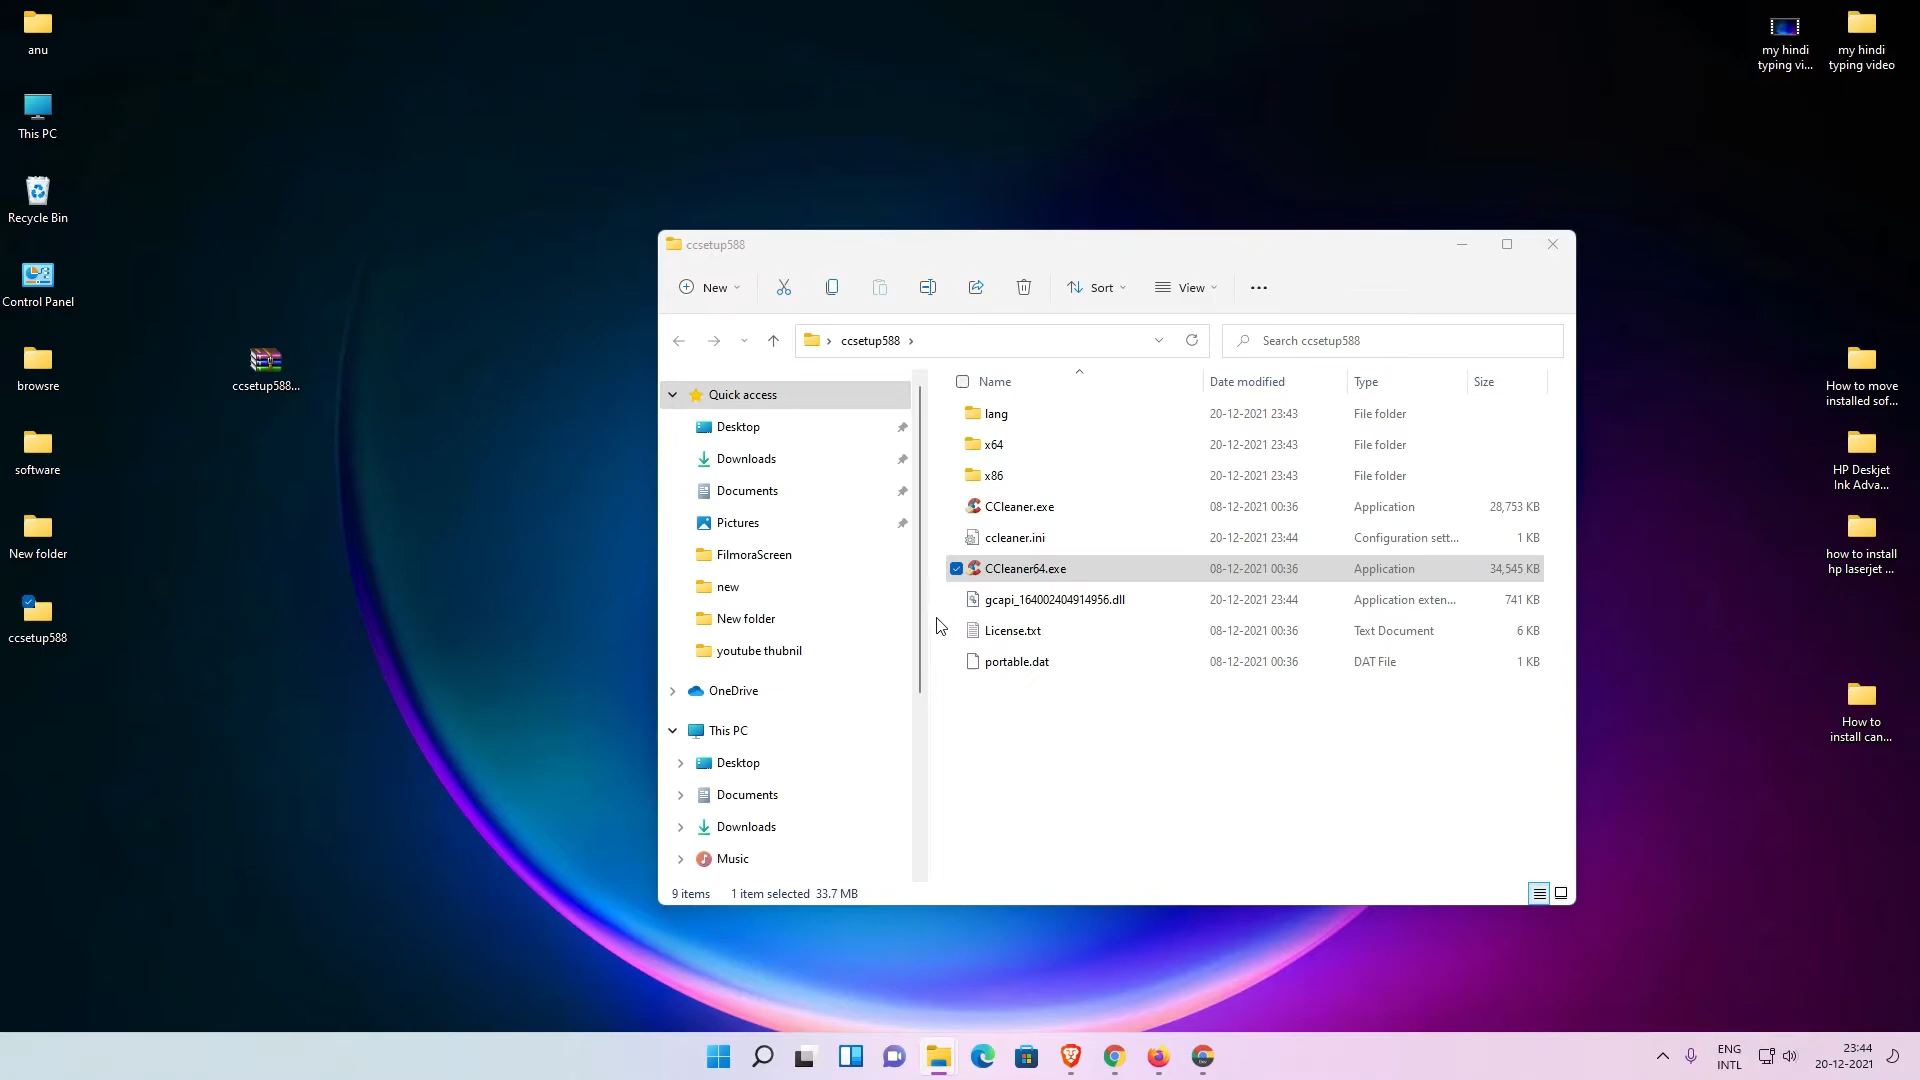 anu
This PC
Recycle Bin
Control Panel
browsre
software
New folder
ccsetup588
ccsetup588...
my hindi
typing vi...
my hindi
typing video
How to move
installed sof...
HP Deskjet
Ink Adva...
how to install
hp laserjet ...
How to
install can...
ccsetup588
New
Sort
View
ccsetup588
Search ccsetup588
Quick access
Desktop
Downloads
Documents
Pictures
FilmoraScreen
new
New folder
youtube thubnil
OneDrive
This PC
Desktop
Documents
Downloads
Music
Name Date modified Type Size
lang 20-12-2021 23:43 File folder
x64 20-12-2021 23:43 File folder
x86 20-12-2021 23:43 File folder
CCleaner.exe 08-12-2021 00:36 Application 28,753 KB
ccleaner.ini 20-12-2021 23:44 Configuration sett... 1 KB
CCleaner64.exe 08-12-2021 00:36 Application 34,545 KB
gcapi_164002404914956.dll 20-12-2021 23:44 Application exten... 741 KB
License.txt 08-12-2021 00:36 Text Document 6 KB
portable.dat 08-12-2021 00:36 DAT File 1 KB
9 items 1 item selected 33.7 MB
ENG
INTL
23:44
20-12-2021